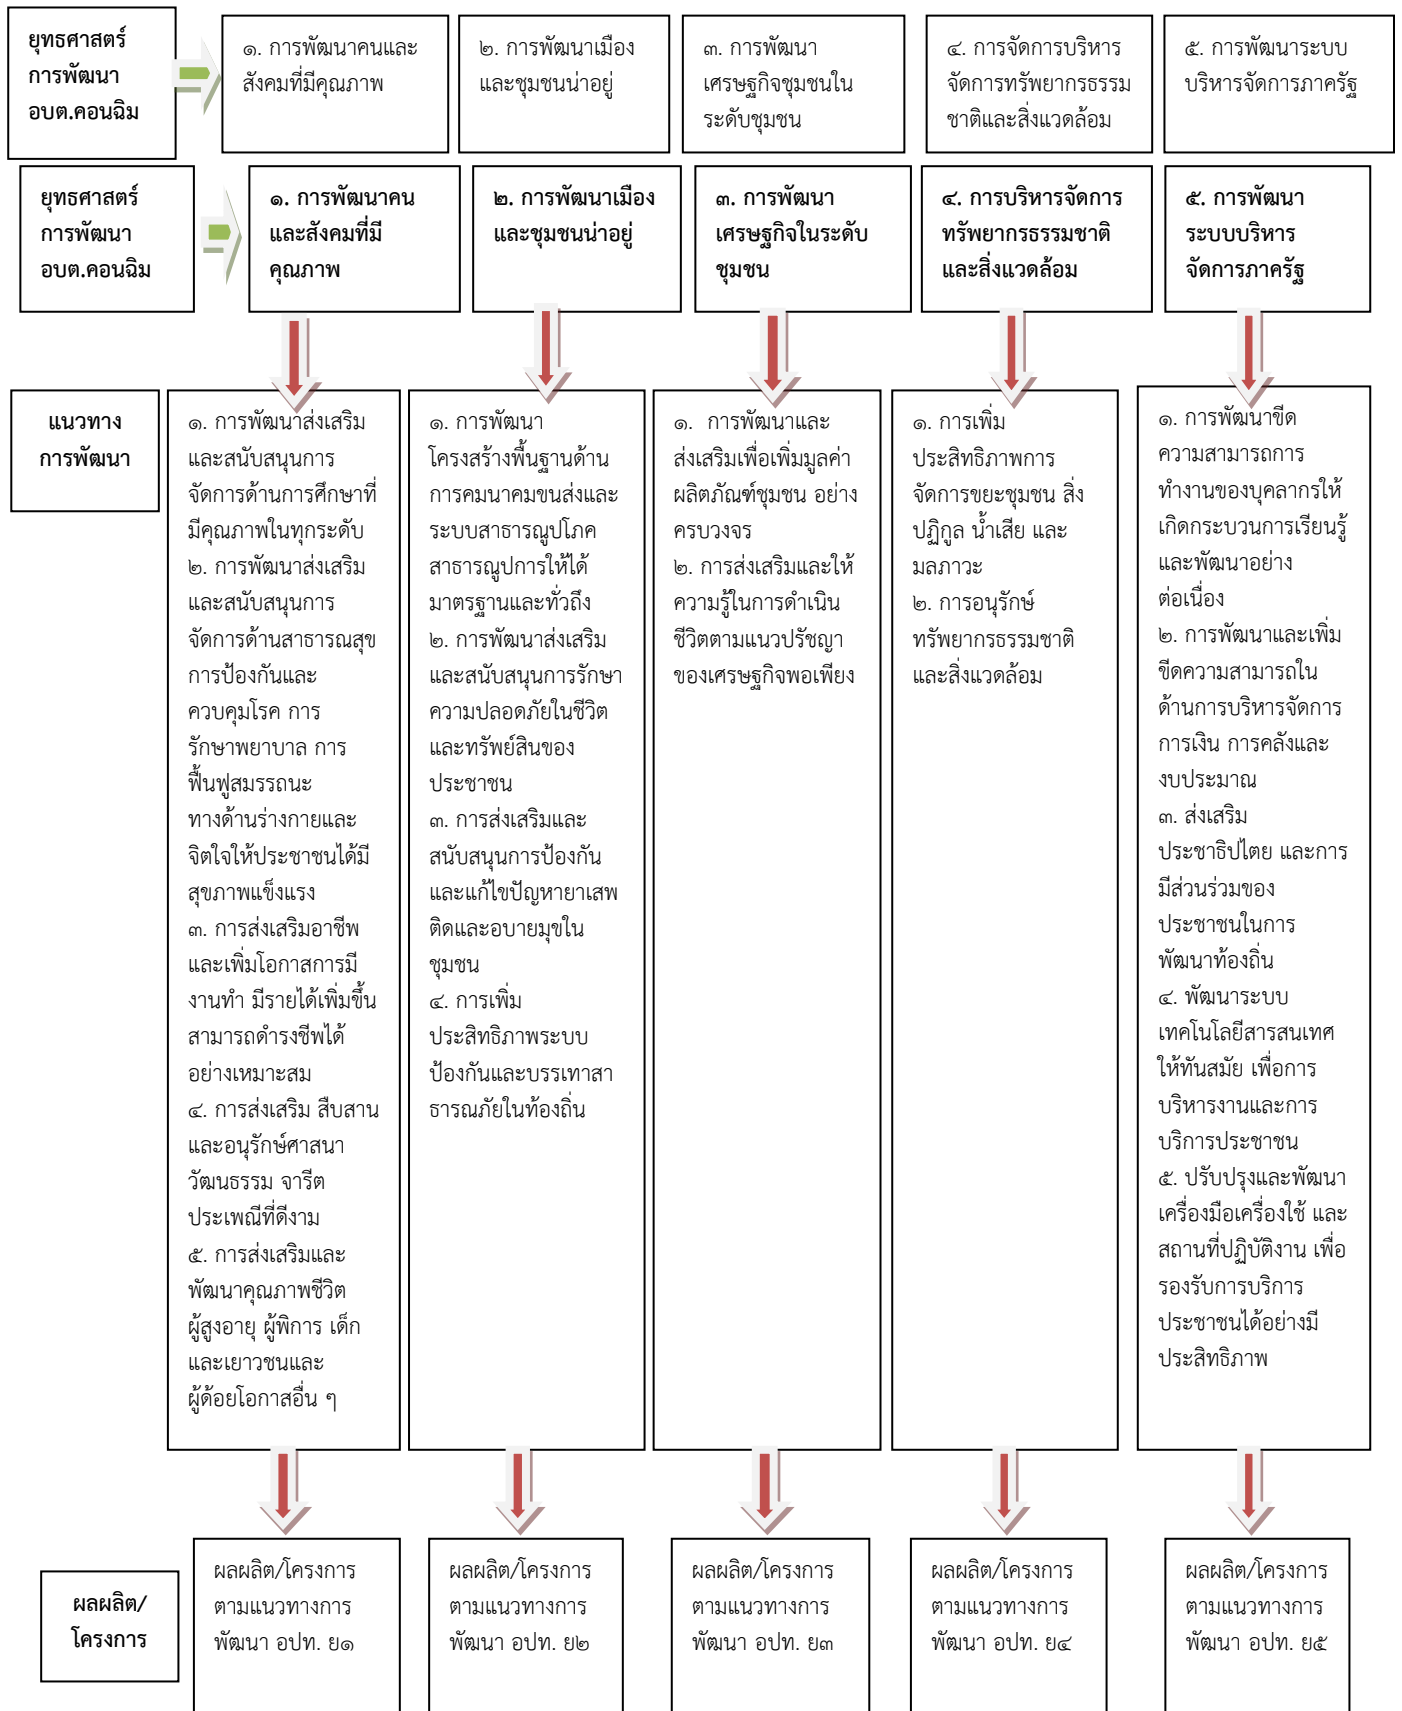 ยุทธศาสตร์
การพัฒนา
อบต.คอนฉิม
๑. การพัฒนาคนและ
สังคมที่มีคุณภาพ
๒. การพัฒนาเมือง
และชุมชนน่าอยู่
๓. การพัฒนา
เศรษฐกิจชุมชนใน
ระดับชุมชน
๔. การจัดการบริหาร
จัดการทรัพยากรธรรม
ชาติและสิ่งแวดล้อม
๕. การพัฒนาระบบ
บริหารจัดการภาครัฐ
ยุทธศาสตร์
การพัฒนา
อบต.คอนฉิม
๑. การพัฒนาคน
และสังคมที่มี
คุณภาพ
๒. การพัฒนาเมือง
และชุมชนน่าอยู่
๓. การพัฒนา
เศรษฐกิจในระดับ
ชุมชน
๔. การบริหารจัดการ
ทรัพยากรธรรมชาติ
และสิ่งแวดล้อม
๕. การพัฒนา
ระบบบริหาร
จัดการภาครัฐ
แนวทาง
การพัฒนา
๑. การพัฒนาส่งเสริม
และสนับสนุนการ
จัดการด้านการศึกษาที่
มีคุณภาพในทุกระดับ
๒. การพัฒนาส่งเสริม
และสนับสนุนการ
จัดการด้านสาธารณสุข
การป้องกันและ
ควบคุมโรค การ
รักษาพยาบาล การ
ฟื้นฟูสมรรถนะ
ทางด้านร่างกายและ
จิตใจให้ประชาชนได้มี
สุขภาพแข็งแรง
๓. การส่งเสริมอาชีพ
และเพิ่มโอกาสการมี
งานทำ มีรายได้เพิ่มขึ้น
สามารถดำรงชีพได้
อย่างเหมาะสม
๔. การส่งเสริม สืบสาน
และอนุรักษ์ศาสนา
วัฒนธรรม จารีต
ประเพณีที่ดีงาม
๕. การส่งเสริมและ
พัฒนาคุณภาพชีวิต
ผู้สูงอายุ ผู้พิการ เด็ก
และเยาวชนและ
ผู้ด้อยโอกาสอื่น ๆ
๑. การพัฒนา
โครงสร้างพื้นฐานด้าน
การคมนาคมขนส่งและ
ระบบสาธารณูปโภค
สาธารณูปการให้ได้
มาตรฐานและทั่วถึง
๒. การพัฒนาส่งเสริม
และสนับสนุนการรักษา
ความปลอดภัยในชีวิต
และทรัพย์สินของ
ประชาชน
๓. การส่งเสริมและ
สนับสนุนการป้องกัน
และแก้ไขปัญหายาเสพ
ติดและอบายมุขใน
ชุมชน
๔. การเพิ่ม
ประสิทธิภาพระบบ
ป้องกันและบรรเทาสา
ธารณภัยในท้องถิ่น
๑. การพัฒนาและ
ส่งเสริมเพื่อเพิ่มมูลค่า
ผลิตภัณฑ์ชุมชน อย่าง
ครบวงจร
๒. การส่งเสริมและให้
ความรู้ในการดำเนิน
ชีวิตตามแนวปรัชญา
ของเศรษฐกิจพอเพียง
๑. การเพิ่ม
ประสิทธิภาพการ
จัดการขยะชุมชน สิ่ง
ปฏิกูล น้ำเสีย และ
มลภาวะ
๒. การอนุรักษ์
ทรัพยากรธรรมชาติ
และสิ่งแวดล้อม
๑. การพัฒนาขีด
ความสามารถการ
ทำงานของบุคลากรให้
เกิดกระบวนการเรียนรู้
และพัฒนาอย่าง
ต่อเนื่อง
๒. การพัฒนาและเพิ่ม
ขีดความสามารถใน
ด้านการบริหารจัดการ
การเงิน การคลังและ
งบประมาณ
๓. ส่งเสริม
ประชาธิปไตย และการ
มีส่วนร่วมของ
ประชาชนในการ
พัฒนาท้องถิ่น
๔. พัฒนาระบบ
เทคโนโลยีสารสนเทศ
ให้ทันสมัย เพื่อการ
บริหารงานและการ
บริการประชาชน
๕. ปรับปรุงและพัฒนา
เครื่องมือเครื่องใช้ และ
สถานที่ปฏิบัติงาน เพื่อ
รองรับการบริการ
ประชาชนได้อย่างมี
ประสิทธิภาพ
ผลผลิต/
โครงการ
ผลผลิต/โครงการ
ตามแนวทางการ
พัฒนา อปท. ย๑
ผลผลิต/โครงการ
ตามแนวทางการ
พัฒนา อปท. ย๒
ผลผลิต/โครงการ
ตามแนวทางการ
พัฒนา อปท. ย๓
ผลผลิต/โครงการ
ตามแนวทางการ
พัฒนา อปท. ย๔
ผลผลิต/โครงการ
ตามแนวทางการ
พัฒนา อปท. ย๕